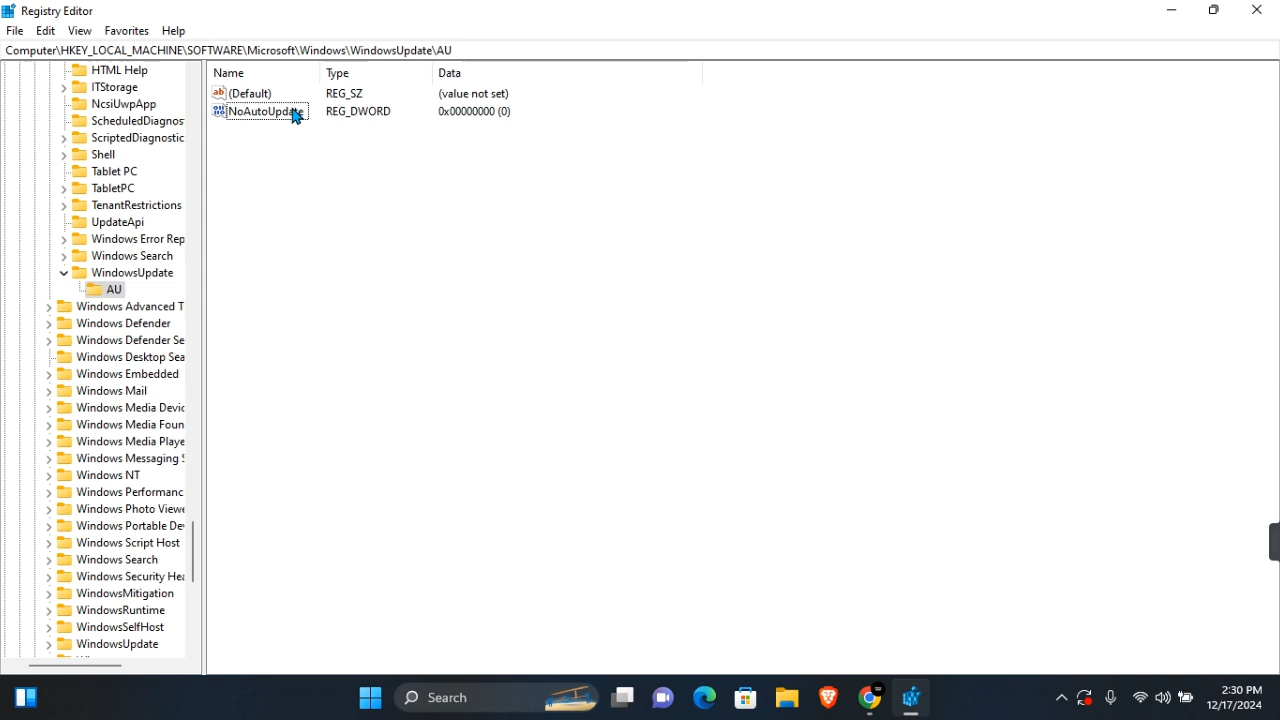 Registry Editor
File Edit View Favorites Help
Computer\HKEY_LOCAL_MACHINE\SOFTWARE\Microsoft\Windows\WindowsUpdate\AU
Name Type Data
(Default) REG_SZ (value not set)
NoAutoUpdate REG_DWORD 0x00000000 (0)
HTML Help
ITStorage
NcsiUwpApp
ScheduledDiagnos
ScriptedDiagnostic
Shell
Tablet PC
TabletPC
TenantRestrictions
UpdateApi
Windows Error Rep
Windows Search
WindowsUpdate
AU
Windows Advanced T
Windows Defender
Windows Defender Se
Windows Desktop Sea
Windows Embedded
Windows Mail
Windows Media Devic
Windows Media Foun
Windows Media Playe
Windows Messaging S
Windows NT
Windows Performanc
Windows Photo Viewe
Windows Portable De
Windows Script Host
Windows Search
Windows Security Hea
WindowsMitigation
WindowsRuntime
WindowsSelfHost
WindowsUpdate
Search
2:30 PM
12/17/2024